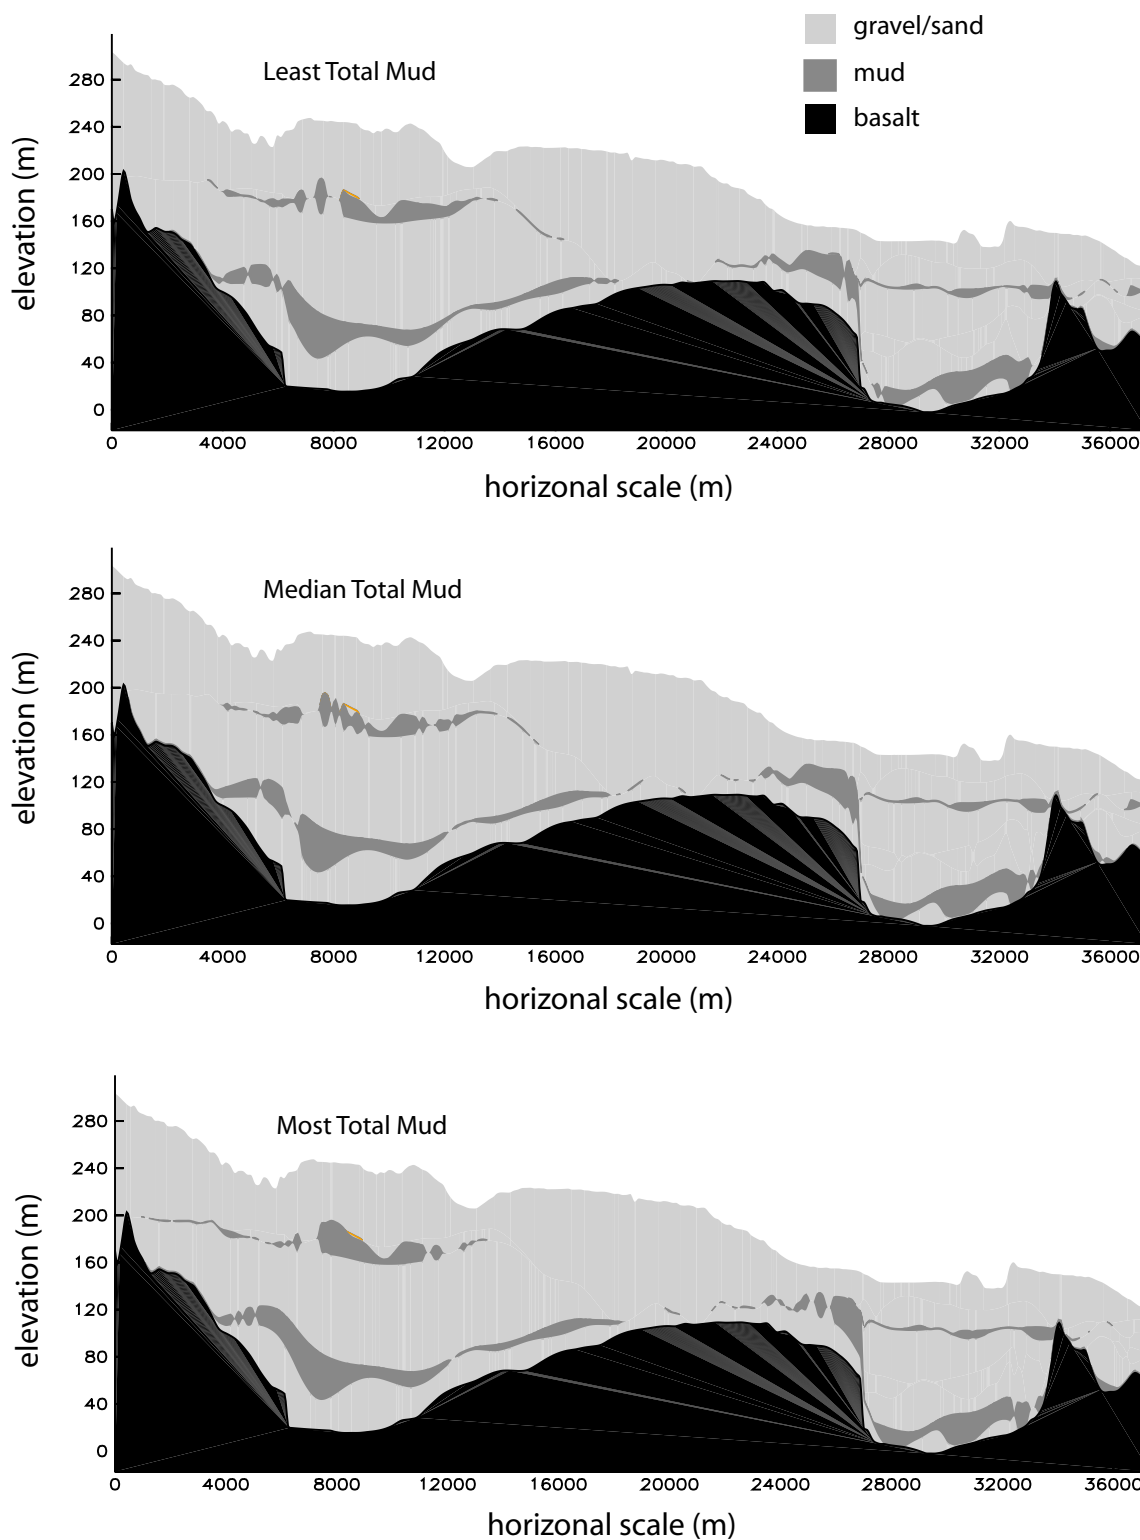 gravel/sand
mud
basalt
Least Total Mud
280
240
200
160
120
80
40
0
elevation (m)
0 4000 8000 12000 16000 20000 24000 28000 32000 36000
horizonal scale (m)
Median Total Mud
280
240
200
160
120
80
40
0
elevation (m)
0 4000 8000 12000 16000 20000 24000 28000 32000 36000
horizonal scale (m)
Most Total Mud
280
240
200
160
120
80
40
0
elevation (m)
0 4000 8000 12000 16000 20000 24000 28000 32000 36000
horizonal scale (m)